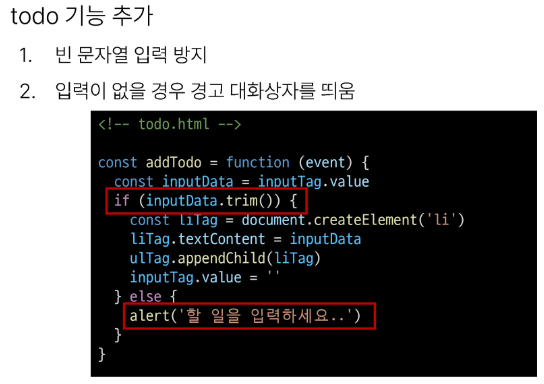 todo 기능 추가
1. 빈 문자열 입력 방지
2. 입력이 없을 경우 경고 대화상자를 띄움
<!-- todo.html -->
const addTodo = function (event) {
const inputData = inputTag.value
if (inputData.trim()) {
const liTag = document.createElement('li')
liTag.textContent = inputData
ulTag.appendChild(liTag)
inputTag.value = ''
} else {
alert('할 일을 입력하세요..')
}
}